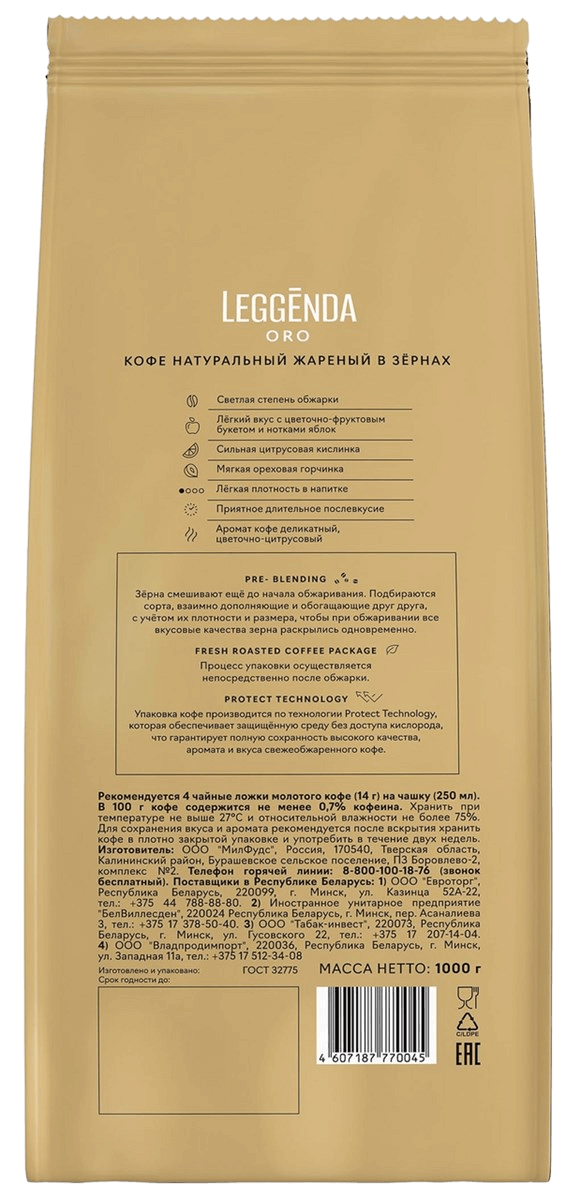 LEGGĒNDA
ORO
КОФЕ НАТУРАЛЬНЫЙ ЖАРЕНЫЙ В ЗЁРНАХ
Светлая степень обжарки
Лёгкий вкус с цветочно-фруктовым
букетом и нотками яблок
Сильная цитрусовая кислинка
Мягкая ореховая горчинка
Лёгкая плотность в напитке
Приятное длительное послевкусие
Аромат кофе деликатный,
цветочно-цитрусовый
PRE- BLENDING
Зёрна смешивают ещё до начала обжаривания. Подбираются
сорта, взаимно дополняющие и обогащающие друг друга,
с учётом их плотности и размера, чтобы при обжаривании все
вкусовые качества зерна раскрылись одновременно.
FRESH ROASTED COFFEE PACKAGE
Процесс упаковки осуществляется
непосредственно после обжарки.
PROTECT TECHNOLOGY
Упаковка кофе производится по технологии Protect Technology,
которая обеспечивает защищённую среду без доступа кислорода,
что гарантирует полную сохранность высокого качества,
аромата и вкуса свежеобжаренного кофе.
Рекомендуется 4 чайные ложки молотого кофе (14 г) на чашку (250 мл).
В 100 г кофе содержится не менее 0,7% кофеина. Хранить при
температуре не выше 27°С и относительной влажности не более 75%.
Для сохранения вкуса и аромата рекомендуется после вскрытия хранить
кофе в плотно закрытой упаковке и употребить в течение двух недель.
Изготовитель: ООО "МилФудс", Россия, 170540, Тверская область,
Калининский район, Бурашевское сельское поселение, ПЗ Боровлево-2,
комплекс №2. Телефон горячей линии: 8-800-100-18-76 (звонок
бесплатный). Поставщики в Республике Беларусь: 1) ООО "Евроторг",
Республика Беларусь, 220099, г. Минск, ул. Казинца 52А-22,
тел.: +375 44 788-88-80. 2) Иностранное унитарное предприятие
"БелВиллесден", 220024 Республика Беларусь, г. Минск, пер. Асаналиева
3, тел.: +375 17 378-50-40. 3) ООО "Табак-инвест", 220073, Республика
Беларусь, г. Минск, ул. Гусовского 22, тел.: +375 17 207-14-04.
4) ООО "Владпродимпорт", 220036, Республика Беларусь, г. Минск,
ул. Западная 11а, тел.: +375 17 512-34-08
Изготовлено и упаковано: ГОСТ 32775 МАССА НЕТТО: 1000 г
Срок годности до:
4 607187 770045
C/LDPE
EAC